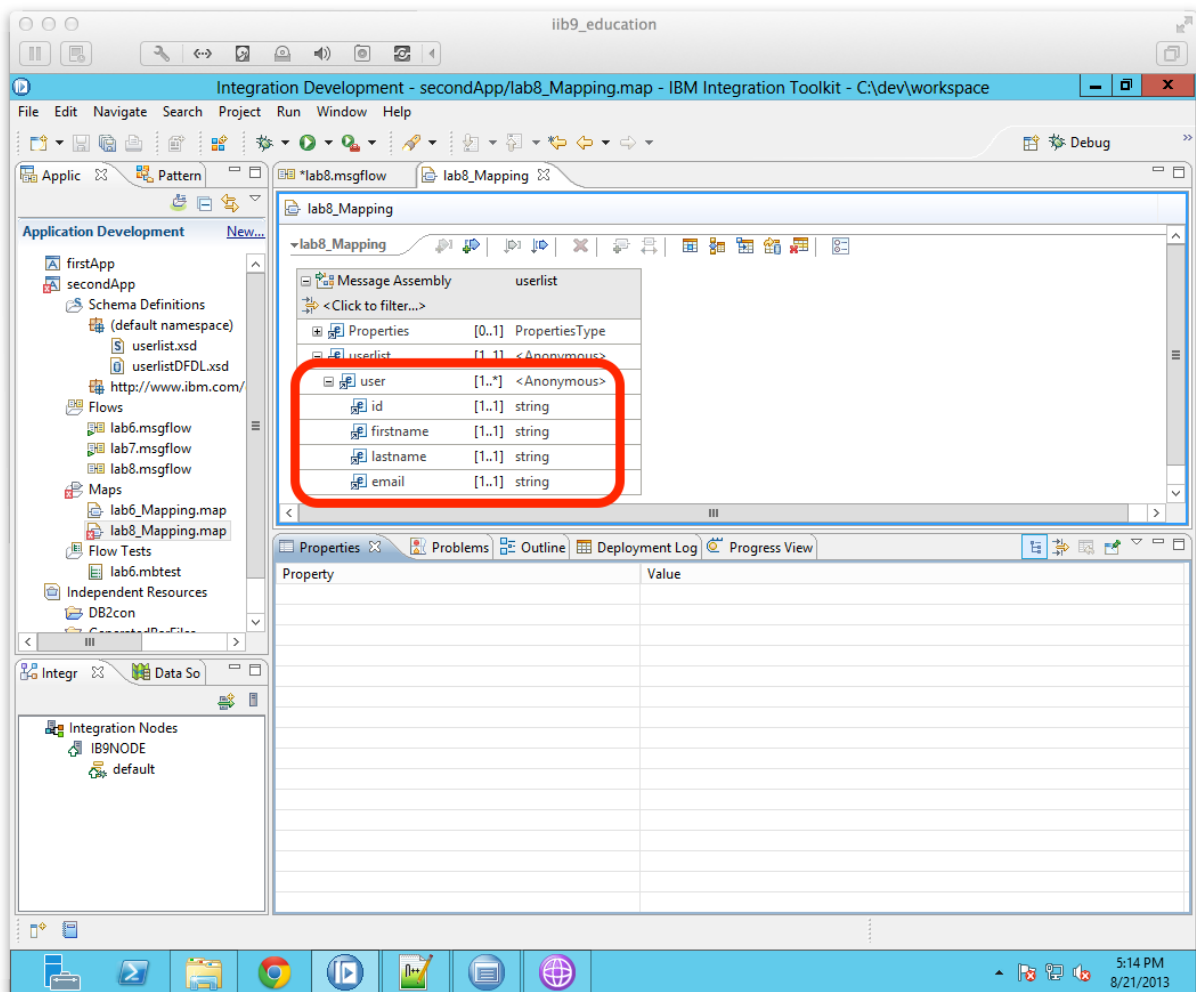 iib9_education
Integration Development - secondApp/lab8_Mapping.map - IBM Integration Toolkit - C:\dev\workspace
File Edit Navigate Search Project Run Window Help
Debug
Applic Pattern
*lab8.msgflow lab8_Mapping
lab8_Mapping
Application Development New...
lab8_Mapping
firstApp
secondApp
Schema Definitions
(default namespace)
userlist.xsd
userlistDFDL.xsd
http://www.ibm.com/
Flows
lab6.msgflow
lab7.msgflow
lab8.msgflow
Maps
lab6_Mapping.map
lab8_Mapping.map
Flow Tests
lab6.mbtest
Independent Resources
DB2con
Message Assembly userlist
<Click to filter...>
Properties [0..1] PropertiesType
userlist [1..1] <Anonymous>
user [1..*] <Anonymous>
id [1..1] string
firstname [1..1] string
lastname [1..1] string
email [1..1] string
Properties Problems Outline Deployment Log Progress View
Property Value
Integr Data So
Integration Nodes
IB9NODE
default
5:14 PM
8/21/2013